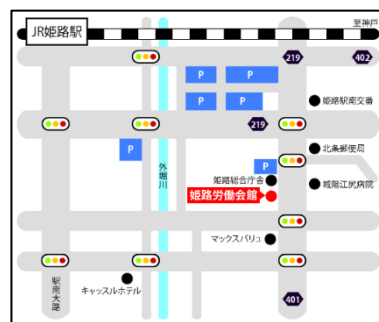 JR姫路駅
至神戸
219
402
P
P
P
P
219
姫路駅南交番
P
外堀川
北条郵便局
P
姫路総合庁舎
城陽江尻病院
姫路労働会館
マックスバリュ
駅南大路
キャッスルホテル
401